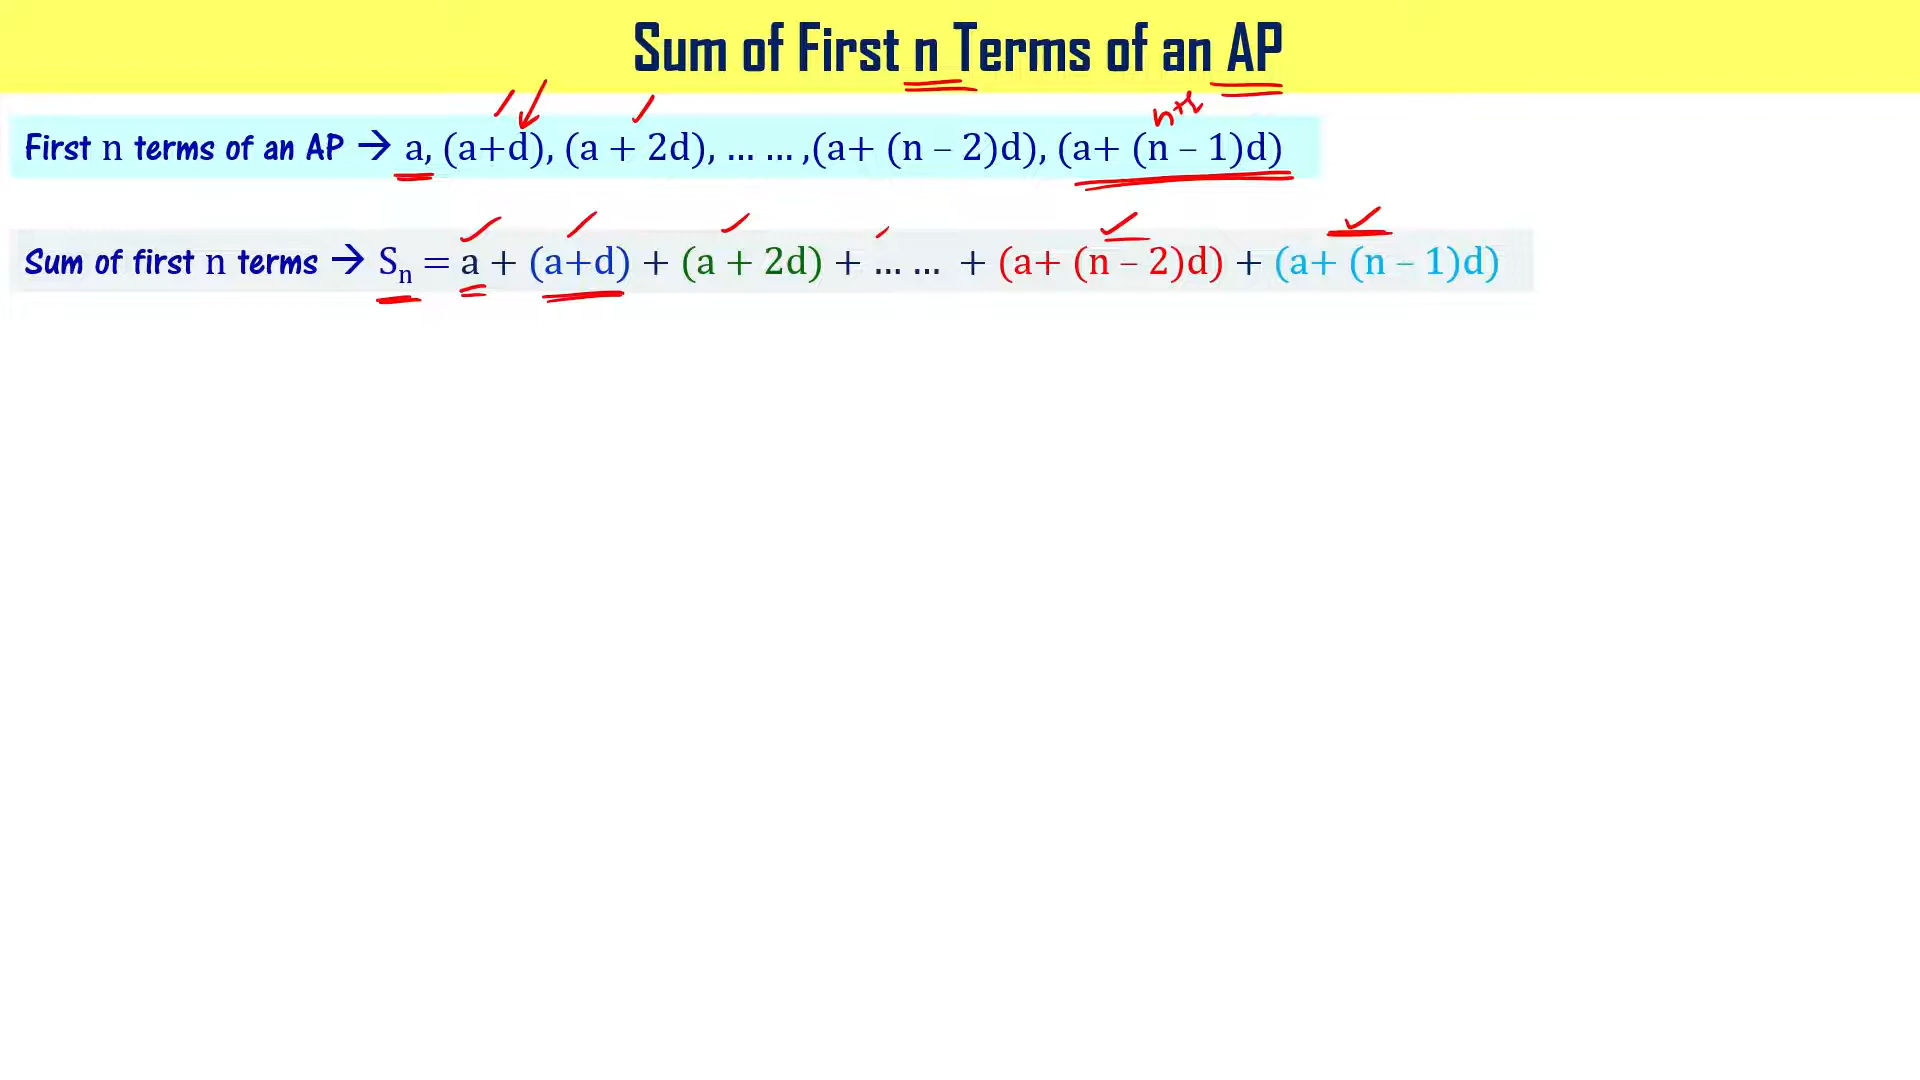 Sum of First n Terms of an AP
nth
First n terms of an AP → a, (a+d), (a + 2d), ... ... ,(a+ (n – 2)d), (a+ (n – 1)d)
Sum of first n terms → Sₙ = a + (a+d) + (a + 2d) + ... ... + (a+ (n – 2)d) + (a+ (n – 1)d)